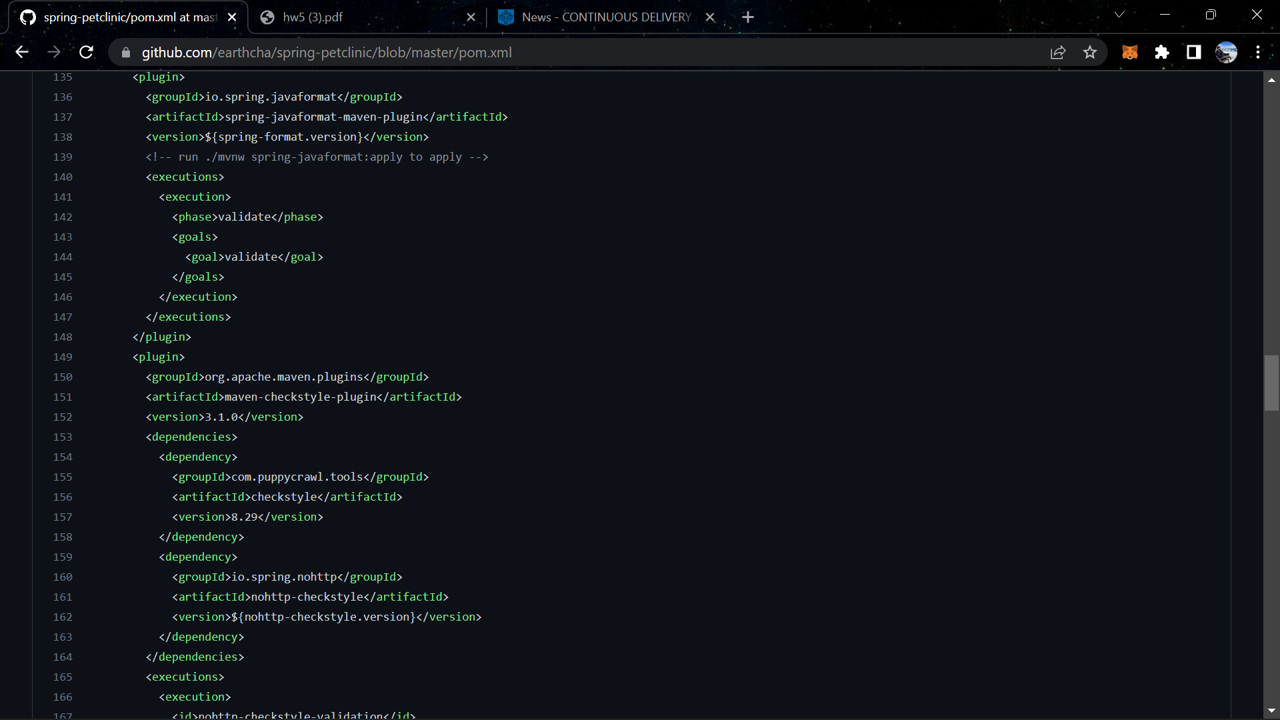 spring-petclinic/pom.xml at mast
hw5 (3).pdf
News - CONTINUOUS DELIVERY
github.com/earthcha/spring-petclinic/blob/master/pom.xml
135 <plugin>
136 <groupId>io.spring.javaformat</groupId>
137 <artifactId>spring-javaformat-maven-plugin</artifactId>
138 <version>${spring-format.version}</version>
139 <!-- run ./mvnw spring-javaformat:apply to apply -->
140 <executions>
141 <execution>
142 <phase>validate</phase>
143 <goals>
144 <goal>validate</goal>
145 </goals>
146 </execution>
147 </executions>
148 </plugin>
149 <plugin>
150 <groupId>org.apache.maven.plugins</groupId>
151 <artifactId>maven-checkstyle-plugin</artifactId>
152 <version>3.1.0</version>
153 <dependencies>
154 <dependency>
155 <groupId>com.puppycrawl.tools</groupId>
156 <artifactId>checkstyle</artifactId>
157 <version>8.29</version>
158 </dependency>
159 <dependency>
160 <groupId>io.spring.nohttp</groupId>
161 <artifactId>nohttp-checkstyle</artifactId>
162 <version>${nohttp-checkstyle.version}</version>
163 </dependency>
164 </dependencies>
165 <executions>
166 <execution>
167 <id>nohttp-checkstyle-validation</id>